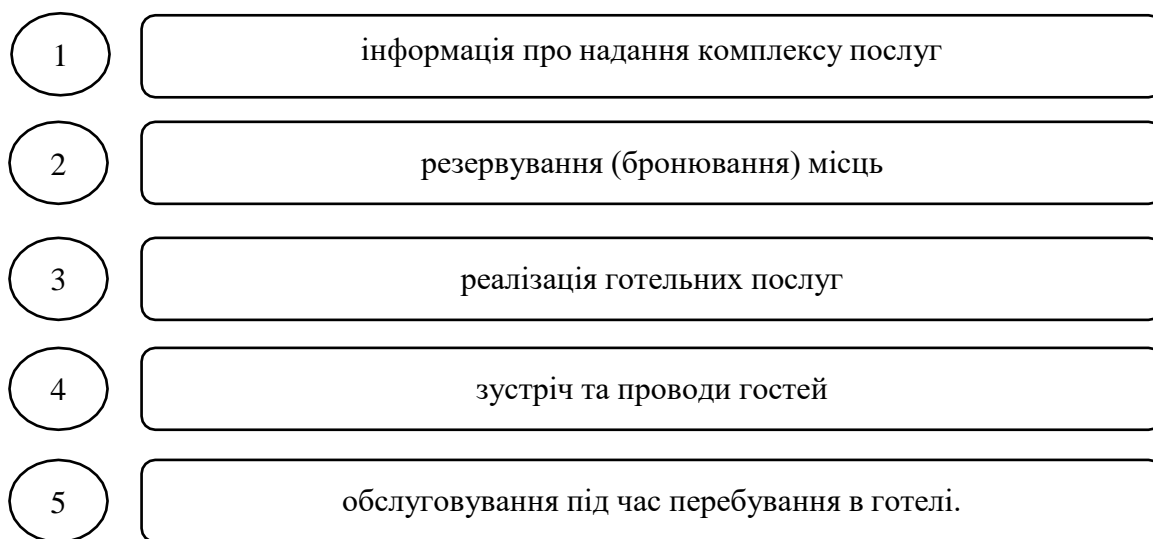 1 інформація про надання комплексу послуг
2 резервування (бронювання) місць
3 реалізація готельних послуг
4 зустріч та проводи гостей
5 обслуговування під час перебування в готелі.